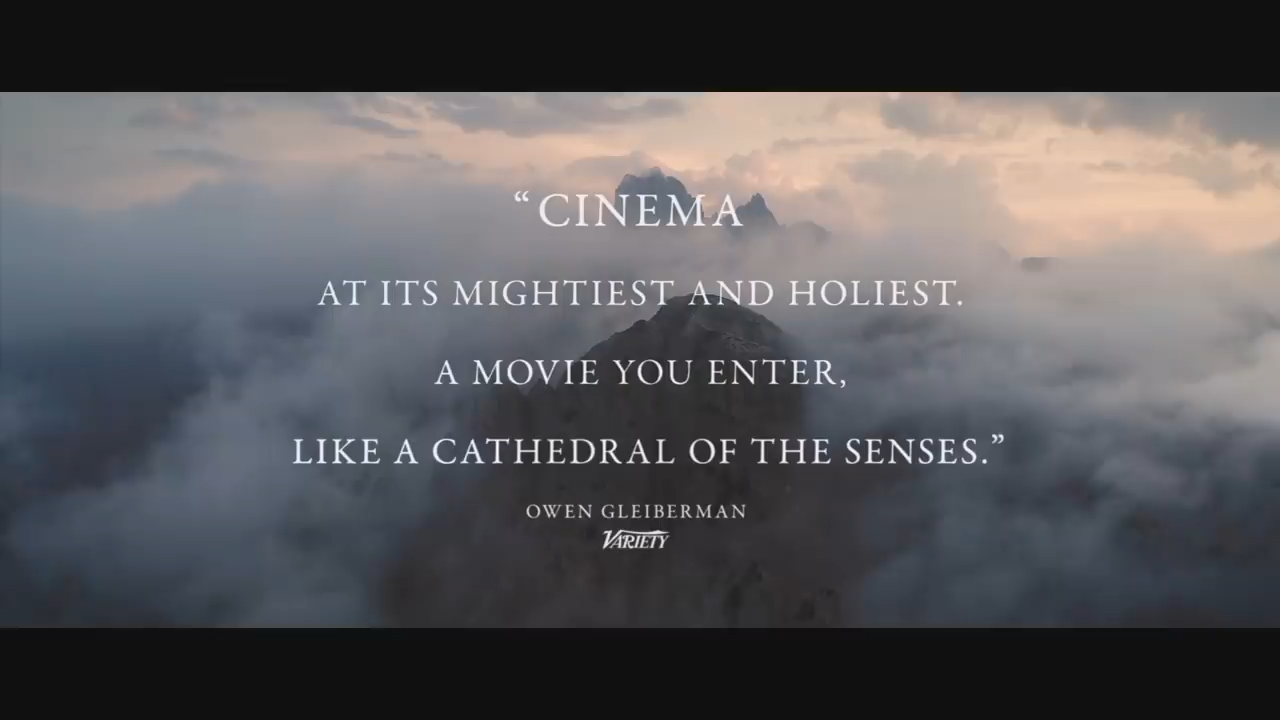 “CINEMA
AT ITS MIGHTIEST AND HOLIEST.
A MOVIE YOU ENTER,
LIKE A CATHEDRAL OF THE SENSES.”
OWEN GLEIBERMAN
VARIETY